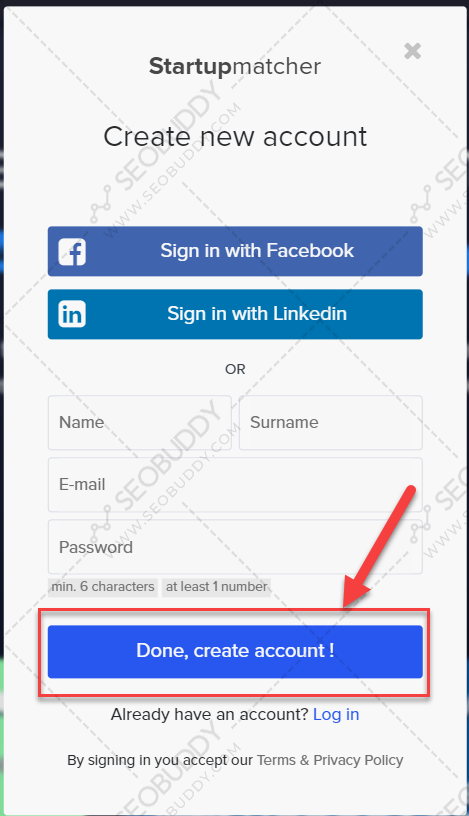 Startupmatcher
Create new account
Sign in with Facebook
Sign in with Linkedin
OR
Name
Surname
E-mail
Password
min. 6 characters
at least 1 number
Done, create account !
Already have an account? Log in
By signing in you accept our Terms & Privacy Policy
SEOBUDDY
WWW.SEOBUDDY.COM
SEOBUDDY
WWW.SEOBUDDY.COM
SEOBUDDY
WWW.SEOBUDDY.COM